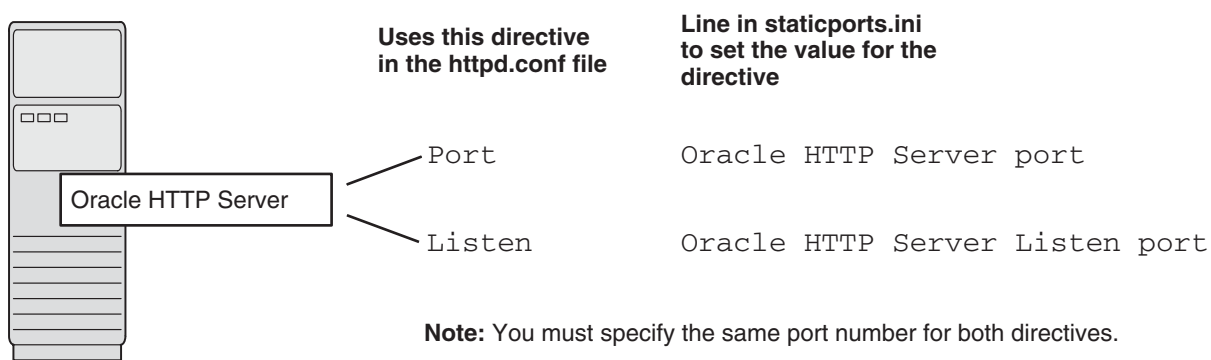 Uses this directive
in the httpd.conf file
Line in staticports.ini
to set the value for the
directive
Port
Oracle HTTP Server port
Oracle HTTP Server
Listen
Oracle HTTP Server Listen port
Note: You must specify the same port number for both directives.